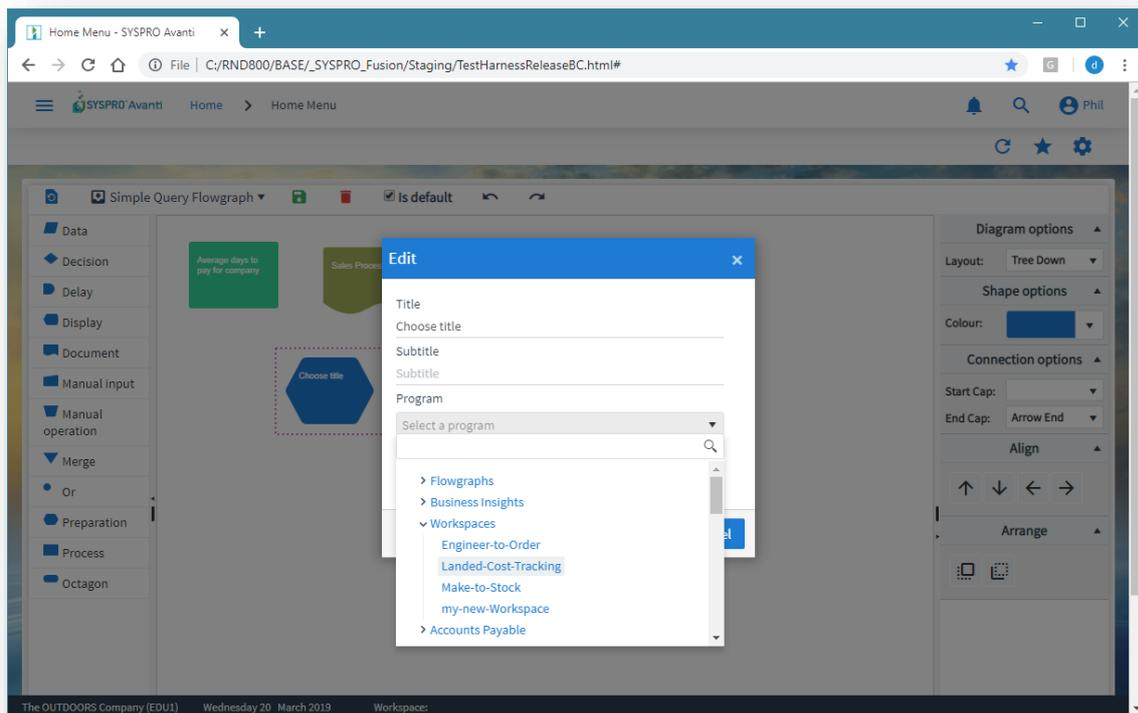 Home Menu - SYSPRO Avanti
File | C:/RND800/BASE/_SYSPRO_Fusion/Staging/TestHarnessReleaseBC.html#
G
d
SYSPRO Avanti Home > Home Menu
Phil
Simple Query Flowgraph
Is default
Data
Decision
Delay
Display
Document
Manual input
Manual
operation
Merge
Or
Preparation
Process
Octagon
Average days to
pay for company
Sales Proces
Choose title
Edit
Title
Choose title
Subtitle
Subtitle
Program
Select a program
Flowgraphs
Business Insights
Workspaces
Engineer-to-Order
Landed-Cost-Tracking
Make-to-Stock
my-new-Workspace
Accounts Payable
el
Diagram options
Layout: Tree Down
Shape options
Colour:
Connection options
Start Cap:
End Cap: Arrow End
Align
Arrange
The OUTDOORS Company (EDU1) Wednesday 20 March 2019 Workspace: